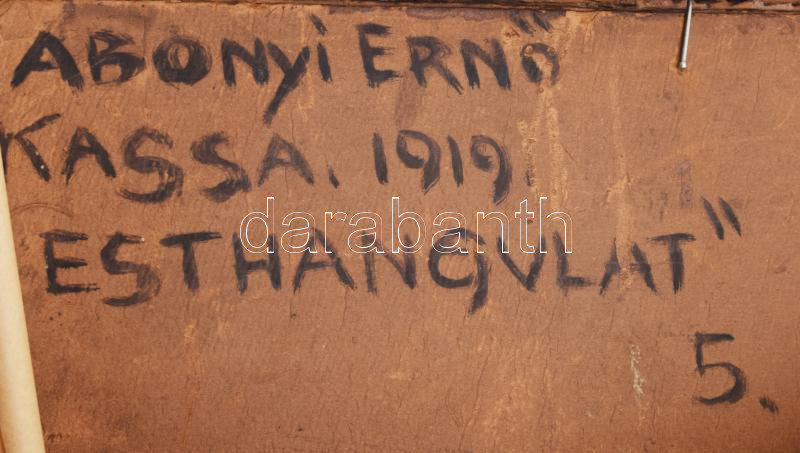 ABONYI ERNŐ
KASSA. 1919.
ESTHANGULAT"
darabanth
5.